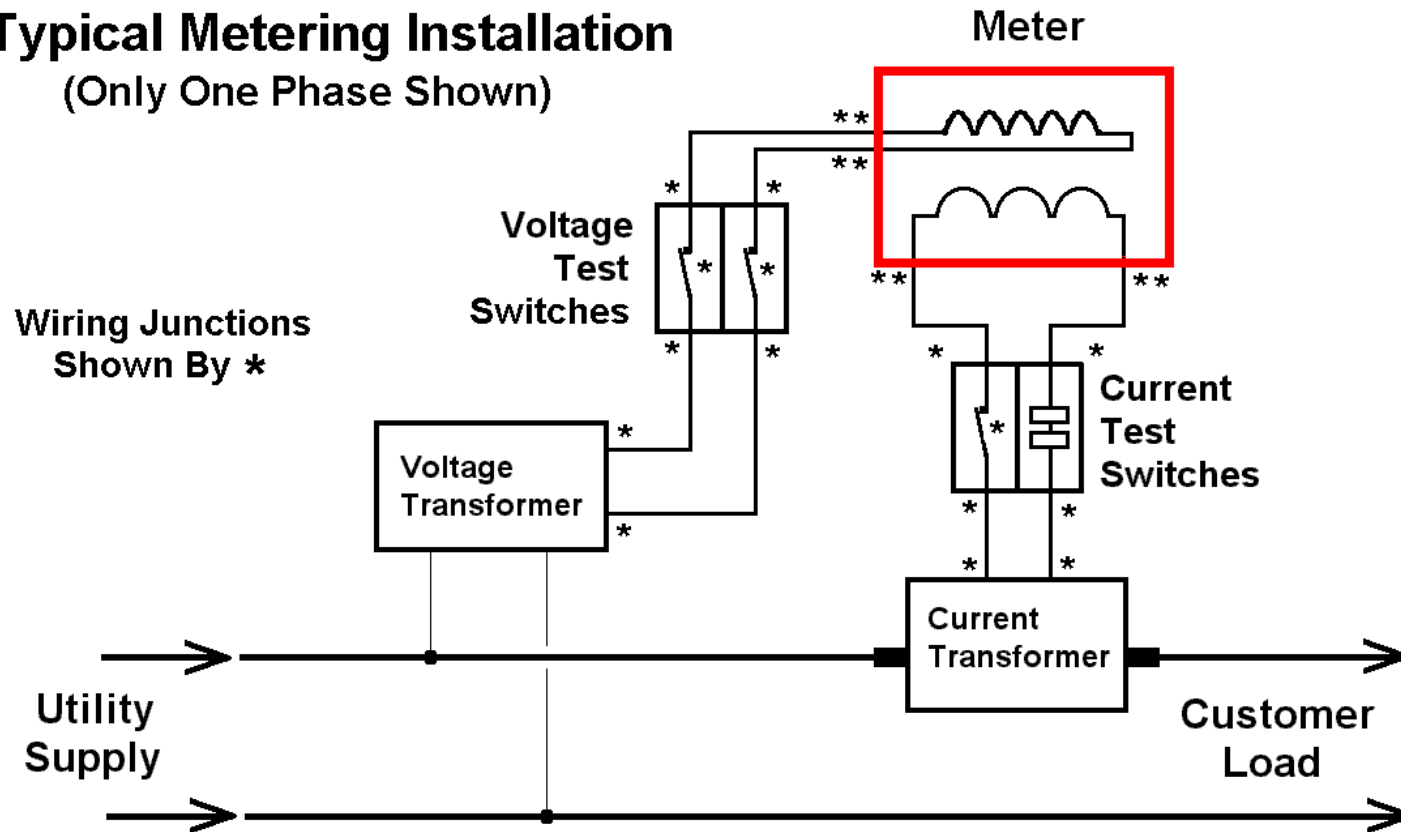 Typical Metering Installation
(Only One Phase Shown)
Meter
**
**
* *
Voltage
Test
Switches
* *
** **
Wiring Junctions
Shown By *
* *
* *
Current
Test
Switches
*
*
Voltage
Transformer
*
* *
* *
Current
Transformer
Utility
Supply
Customer
Load